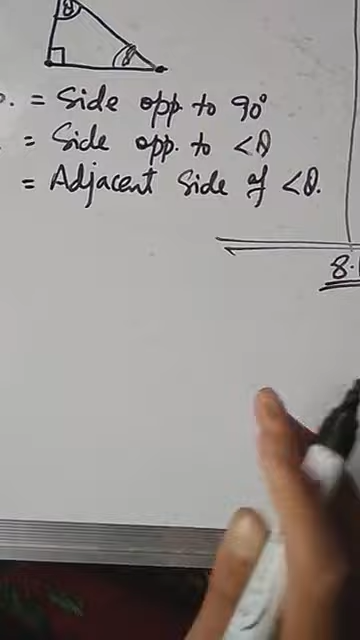 θ θ
. = Side opp to 90°
= Side opp. to <θ
= Adjacent Side of <θ.
8.